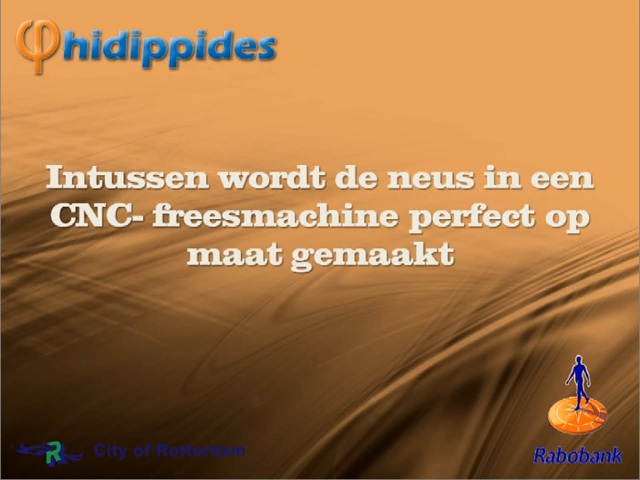 φhidippides
Intussen wordt de neus in een
CNC- freesmachine perfect op
maat gemaakt
R
City of Rotterdam
Rabobank